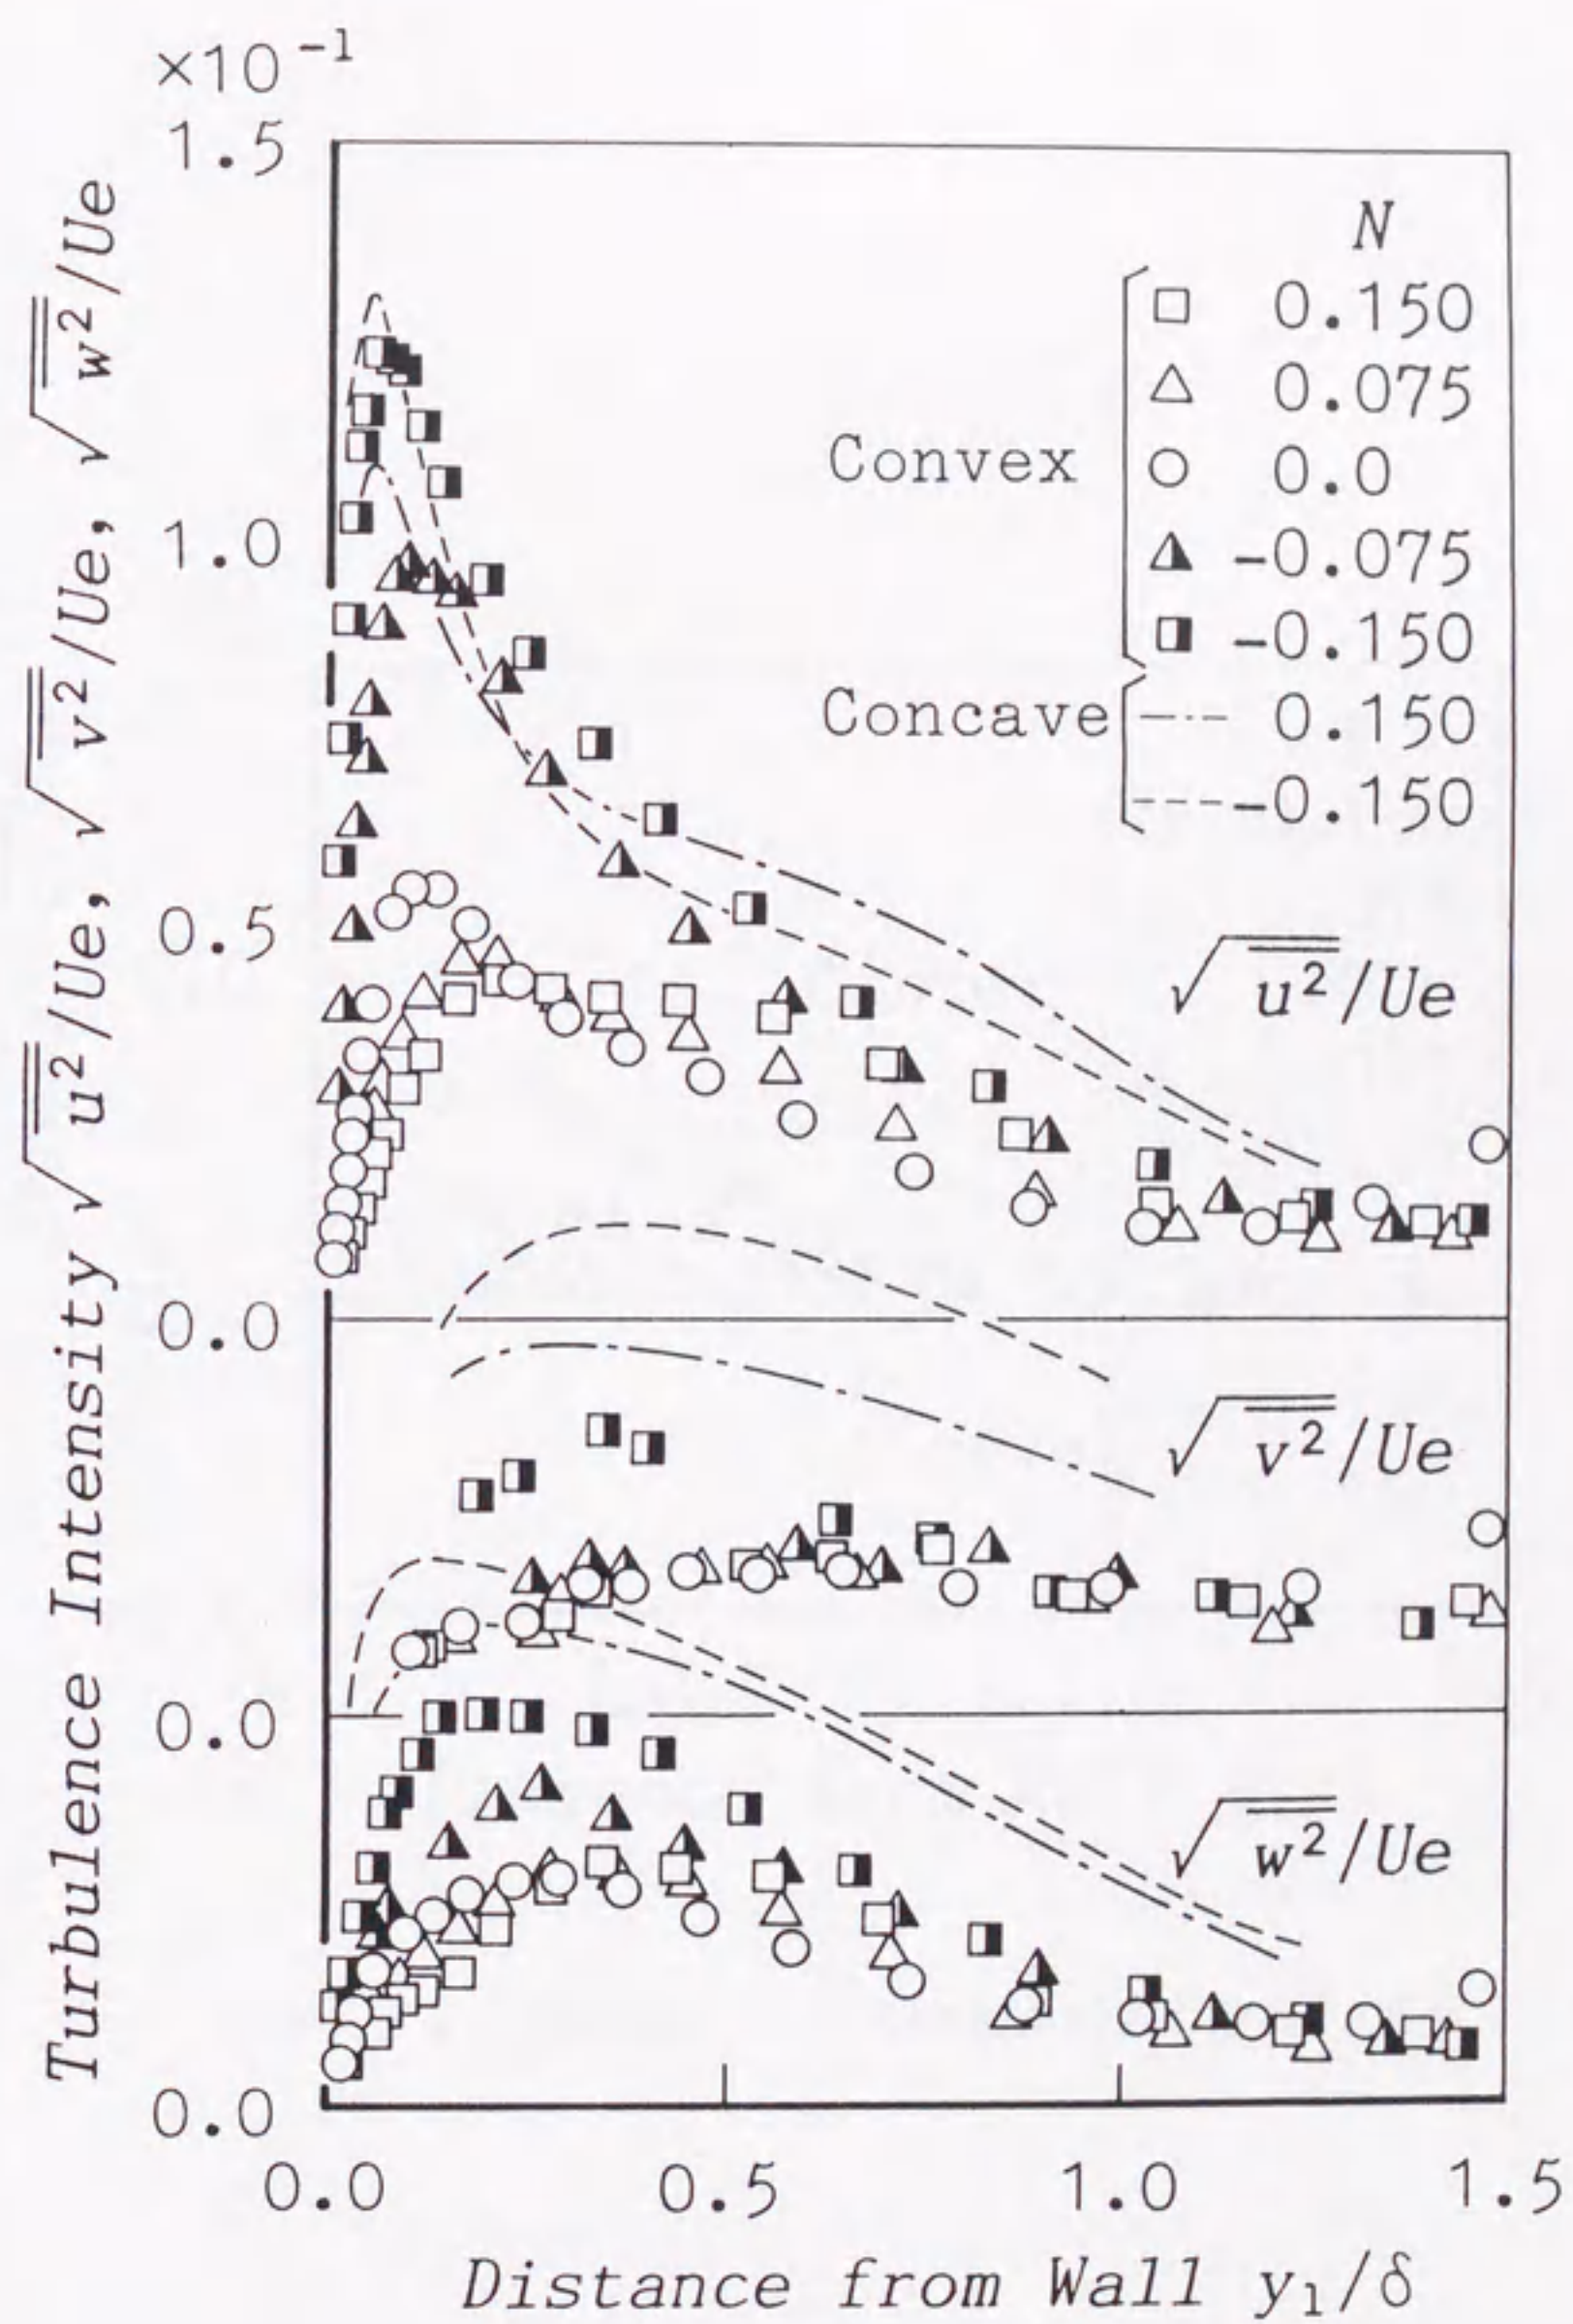 ×10⁻¹
1.5
N
□ 0.150
△ 0.075
Convex ○ 0.0
-0.075
-0.150
Concave 0.150
-0.150
1.0
0.5
√u²/Ue
0.0
√v²/Ue
0.0
√w²/Ue
0.0
0.0 0.5 1.0 1.5
Distance from Wall y₁/δ
Turbulence Intensity √u²/Ue, √v²/Ue, √w²/Ue